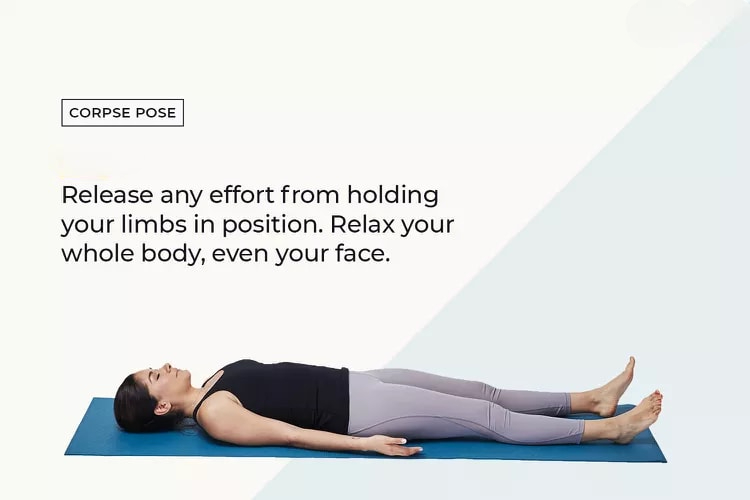 CORPSE POSE
Release any effort from holding
your limbs in position. Relax your
whole body, even your face.